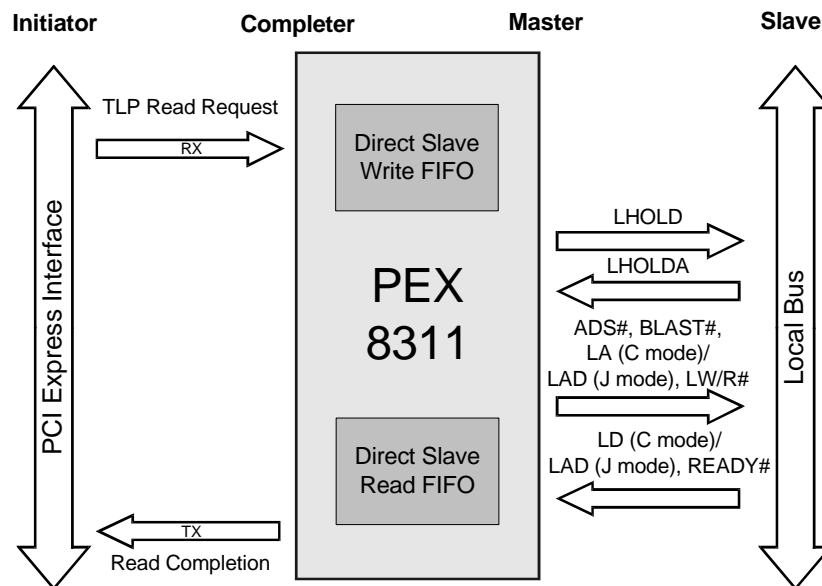 Initiator
Completer
Master
Slave
PCI Express Interface
TLP Read Request
RX
Direct Slave
Write FIFO
PEX
8311
Direct Slave
Read FIFO
TX
Read Completion
LHOLD
LHOLDA
ADS#, BLAST#,
LA (C mode)/
LAD (J mode), LW/R#
LD (C mode)/
LAD (J mode), READY#
Local Bus